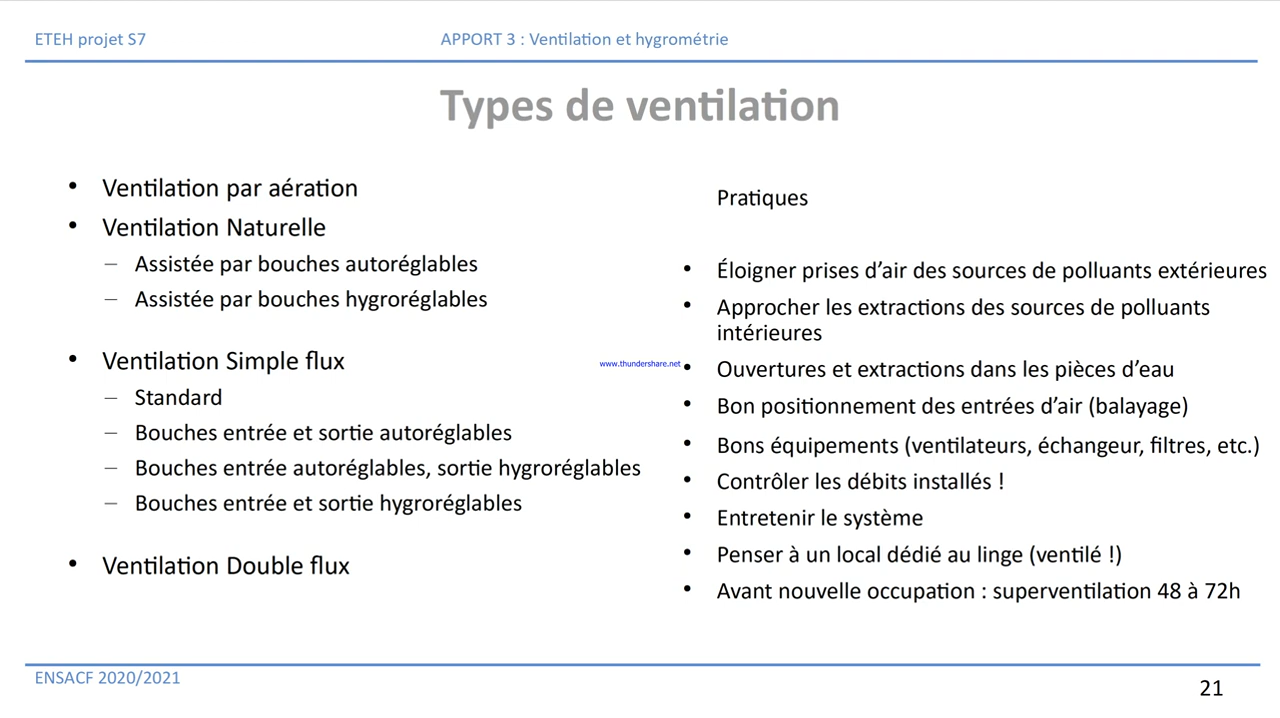 ETEH projet S7
APPORT 3 : Ventilation et hygrométrie
Types de ventilation
• Ventilation par aération
• Ventilation Naturelle
– Assistée par bouches autoréglables
– Assistée par bouches hygroréglables
• Ventilation Simple flux
– Standard
– Bouches entrée et sortie autoréglables
– Bouches entrée autoréglables, sortie hygroréglables
– Bouches entrée et sortie hygroréglables
• Ventilation Double flux
www.thundershare.net
Pratiques
• Éloigner prises d’air des sources de polluants extérieures
• Approcher les extractions des sources de polluants
intérieures
• Ouvertures et extractions dans les pièces d’eau
• Bon positionnement des entrées d’air (balayage)
• Bons équipements (ventilateurs, échangeur, filtres, etc.)
• Contrôler les débits installés !
• Entretenir le système
• Penser à un local dédié au linge (ventilé !)
• Avant nouvelle occupation : superventilation 48 à 72h
ENSACF 2020/2021
21